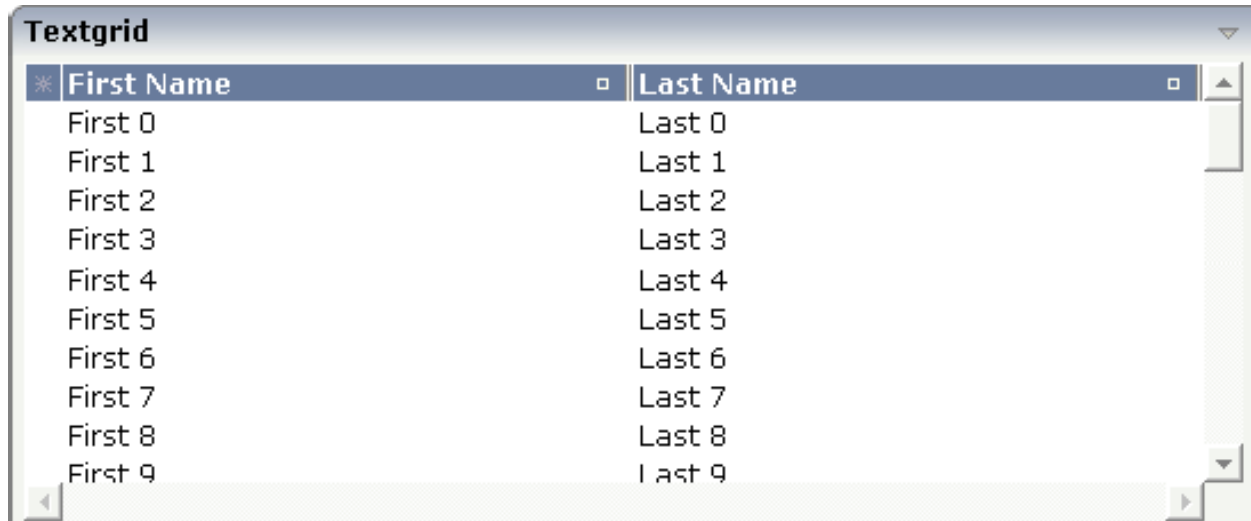 Textgrid
First Name Last Name
First 0 Last 0
First 1 Last 1
First 2 Last 2
First 3 Last 3
First 4 Last 4
First 5 Last 5
First 6 Last 6
First 7 Last 7
First 8 Last 8
First 9 Last 9